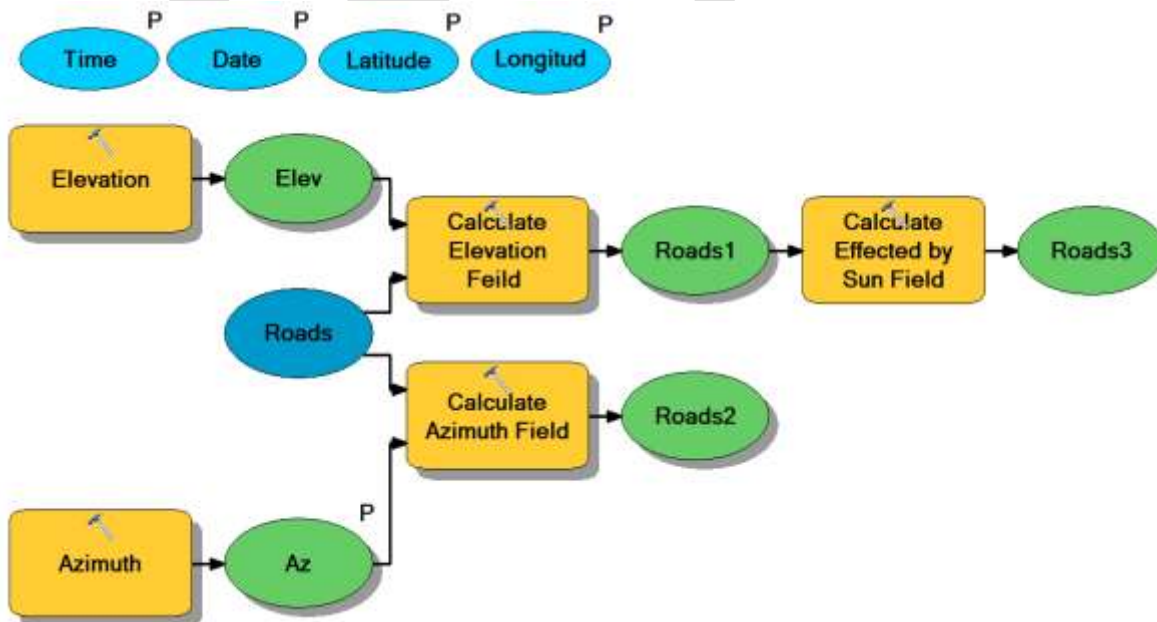 P P P P
Time Date Latitude Longitud
Elevation
Elev
Calculate
Elevation
Feild
Roads1
Calculate
Effected by
Sun Field
Roads3
Roads
Calculate
Azimuth Field
Roads2
P
Azimuth
Az